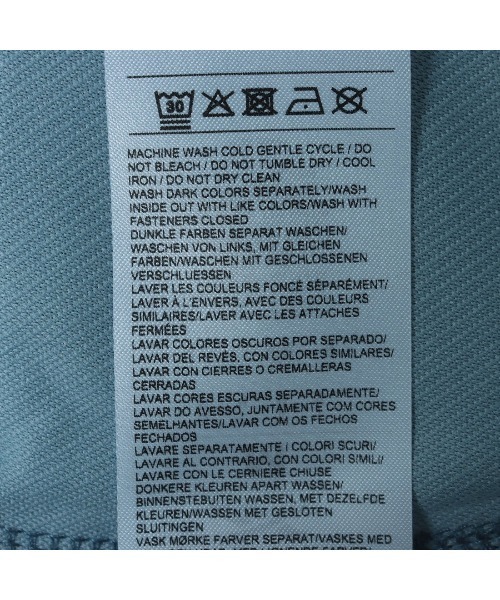 30
MACHINE WASH COLD GENTLE CYCLE / DO
NOT BLEACH / DO NOT TUMBLE DRY / COOL
IRON / DO NOT DRY CLEAN
WASH DARK COLORS SEPARATELY/WASH
INSIDE OUT WITH LIKE COLORS/WASH WITH
FASTENERS CLOSED
DUNKLE FARBEN SEPARAT WASCHEN/
WASCHEN VON LINKS, MIT GLEICHEN
FARBEN/WASCHEN MIT GESCHLOSSENEN
VERSCHLUESSEN
LAVER LES COULEURS FONCÉ SÉPARÉMENT/
LAVER À L'ENVERS, AVEC DES COULEURS
SIMILAIRES/LAVER AVEC LES ATTACHES
FERMÉES
LAVAR COLORES OSCUROS POR SEPARADO/
LAVAR DEL REVÉS, CON COLORES SIMILARES/
LAVAR CON CIERRES O CREMALLERAS
CERRADAS
LAVAR CORES ESCURAS SEPARADAMENTE/
LAVAR DO AVESSO, JUNTAMENTE COM CORES
SEMELHANTES/LAVAR COM OS FECHOS
FECHADOS
LAVARE SEPARATAMENTE I COLORI SCURI/
LAVARE AL CONTRARIO, CON COLORI SIMILI/
LAVARE CON LE CERNIERE CHIUSE
DONKERE KLEUREN APART WASSEN/
BINNENSTEBUITEN WASSEN, MET DEZELFDE
KLEUREN/WASSEN MET GESLOTEN
SLUITINGEN
VASK MØRKE FARVER SEPARAT/VASKES MED